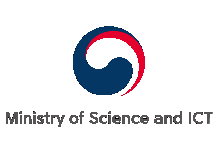 Ministry of Science and ICT